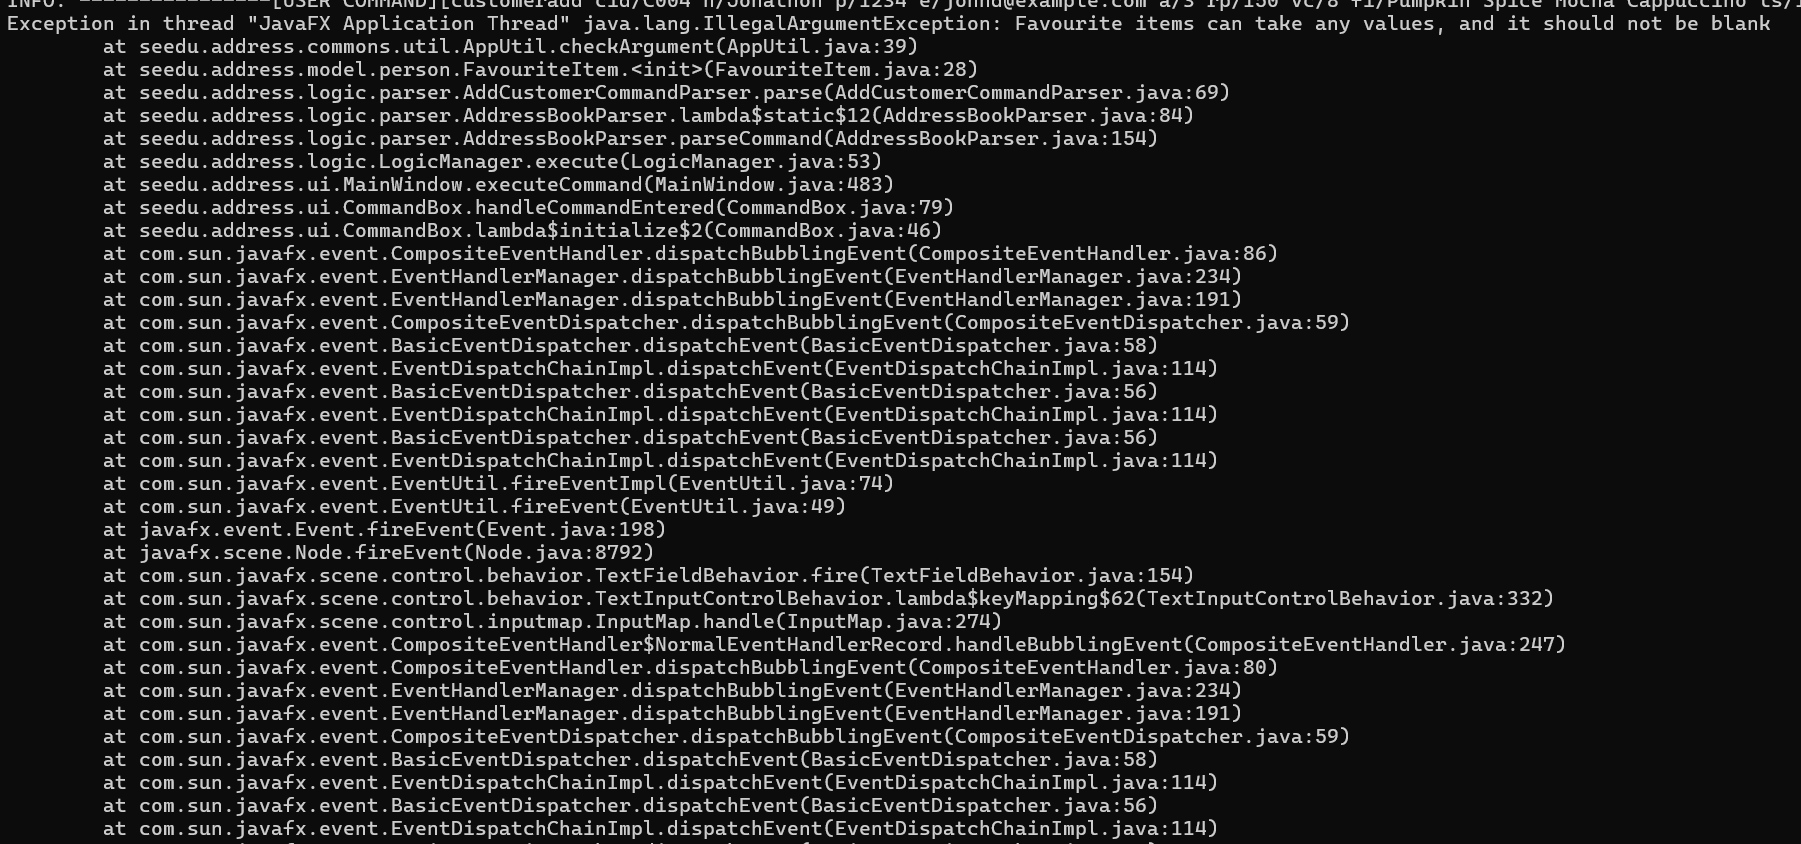 INFO: ----------------[USER COMMAND][customeradd cid/C004 n/Jonathon p/1234 e/johnd@example.com a/3 rp/150 vc/8 fi/Pumpkin Spice Mocha Cappuccino ts/
Exception in thread "JavaFX Application Thread" java.lang.IllegalArgumentException: Favourite items can take any values, and it should not be blank
at seedu.address.commons.util.AppUtil.checkArgument(AppUtil.java:39)
at seedu.address.model.person.FavouriteItem.<init>(FavouriteItem.java:28)
at seedu.address.logic.parser.AddCustomerCommandParser.parse(AddCustomerCommandParser.java:69)
at seedu.address.logic.parser.AddressBookParser.lambda$static$12(AddressBookParser.java:84)
at seedu.address.logic.parser.AddressBookParser.parseCommand(AddressBookParser.java:154)
at seedu.address.logic.LogicManager.execute(LogicManager.java:53)
at seedu.address.ui.MainWindow.executeCommand(MainWindow.java:483)
at seedu.address.ui.CommandBox.handleCommandEntered(CommandBox.java:79)
at seedu.address.ui.CommandBox.lambda$initialize$2(CommandBox.java:46)
at com.sun.javafx.event.CompositeEventHandler.dispatchBubblingEvent(CompositeEventHandler.java:86)
at com.sun.javafx.event.EventHandlerManager.dispatchBubblingEvent(EventHandlerManager.java:234)
at com.sun.javafx.event.EventHandlerManager.dispatchBubblingEvent(EventHandlerManager.java:191)
at com.sun.javafx.event.CompositeEventDispatcher.dispatchBubblingEvent(CompositeEventDispatcher.java:59)
at com.sun.javafx.event.BasicEventDispatcher.dispatchEvent(BasicEventDispatcher.java:58)
at com.sun.javafx.event.EventDispatchChainImpl.dispatchEvent(EventDispatchChainImpl.java:114)
at com.sun.javafx.event.BasicEventDispatcher.dispatchEvent(BasicEventDispatcher.java:56)
at com.sun.javafx.event.EventDispatchChainImpl.dispatchEvent(EventDispatchChainImpl.java:114)
at com.sun.javafx.event.BasicEventDispatcher.dispatchEvent(BasicEventDispatcher.java:56)
at com.sun.javafx.event.EventDispatchChainImpl.dispatchEvent(EventDispatchChainImpl.java:114)
at com.sun.javafx.event.EventUtil.fireEventImpl(EventUtil.java:74)
at com.sun.javafx.event.EventUtil.fireEvent(EventUtil.java:49)
at javafx.event.Event.fireEvent(Event.java:198)
at javafx.scene.Node.fireEvent(Node.java:8792)
at com.sun.javafx.scene.control.behavior.TextFieldBehavior.fire(TextFieldBehavior.java:154)
at com.sun.javafx.scene.control.behavior.TextInputControlBehavior.lambda$keyMapping$62(TextInputControlBehavior.java:332)
at com.sun.javafx.scene.control.inputmap.InputMap.handle(InputMap.java:274)
at com.sun.javafx.event.CompositeEventHandler$NormalEventHandlerRecord.handleBubblingEvent(CompositeEventHandler.java:247)
at com.sun.javafx.event.CompositeEventHandler.dispatchBubblingEvent(CompositeEventHandler.java:80)
at com.sun.javafx.event.EventHandlerManager.dispatchBubblingEvent(EventHandlerManager.java:234)
at com.sun.javafx.event.EventHandlerManager.dispatchBubblingEvent(EventHandlerManager.java:191)
at com.sun.javafx.event.CompositeEventDispatcher.dispatchBubblingEvent(CompositeEventDispatcher.java:59)
at com.sun.javafx.event.BasicEventDispatcher.dispatchEvent(BasicEventDispatcher.java:58)
at com.sun.javafx.event.EventDispatchChainImpl.dispatchEvent(EventDispatchChainImpl.java:114)
at com.sun.javafx.event.BasicEventDispatcher.dispatchEvent(BasicEventDispatcher.java:56)
at com.sun.javafx.event.EventDispatchChainImpl.dispatchEvent(EventDispatchChainImpl.java:114)